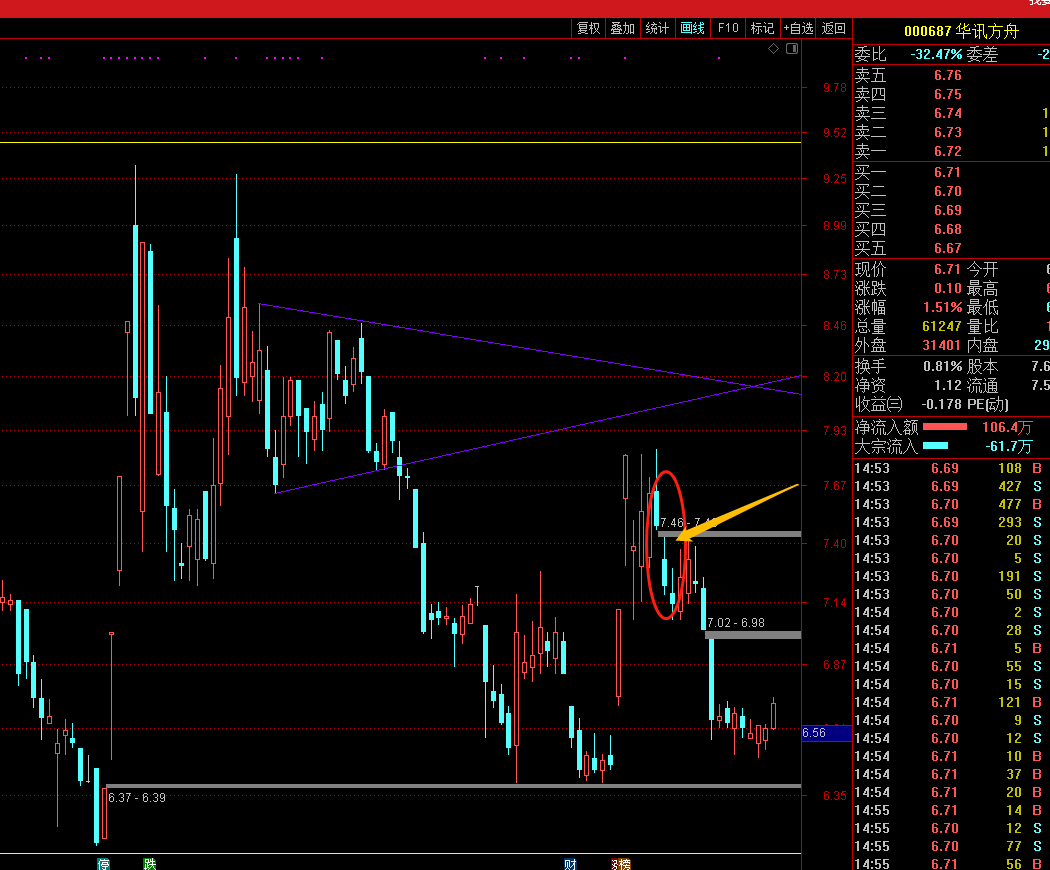 复权 叠加 统计 画线 F10 标记 +自选 返回
000687 华讯方舟
委比 -32.47% 委差 -2
卖五 6.76
卖四 6.75
卖三 6.74 1
卖二 6.73 1
卖一 6.72 1
买一 6.71
买二 6.70
买三 6.69
买四 6.68
买五 6.67
现价 6.71 今开 6
涨跌 0.10 最高 6
涨幅 1.51% 最低 6
总量 61247 量比 1
外盘 31401 内盘 29
换手 0.81% 股本 7.6
净资 1.12 流通 7.5
收益㈢ -0.178 PE(动)
净流入额 106.4万
大宗流入 -61.7万
14:53 6.69 108 B
14:53 6.69 427 S
14:53 6.70 477 B
14:53 6.69 293 S
14:53 6.70 20 S
14:53 6.70 5 S
14:53 6.70 191 S
14:53 6.70 50 S
14:54 6.70 2 S
14:54 6.70 28 S
14:54 6.71 5 B
14:54 6.70 55 S
14:54 6.70 15 S
14:54 6.71 121 B
14:54 6.70 9 S
14:54 6.70 12 S
14:54 6.71 10 B
14:54 6.71 37 B
14:54 6.71 20 B
14:55 6.71 14 B
14:55 6.70 12 S
14:55 6.70 77 S
14:55 6.71 56 B
9.78
9.52
9.25
8.99
8.73
8.46
8.20
7.93
7.67
7.40
7.14
6.87
6.56
6.35
7.46 - 7.4
7.02 - 6.98
6.37 - 6.39
停 跌 财 榜